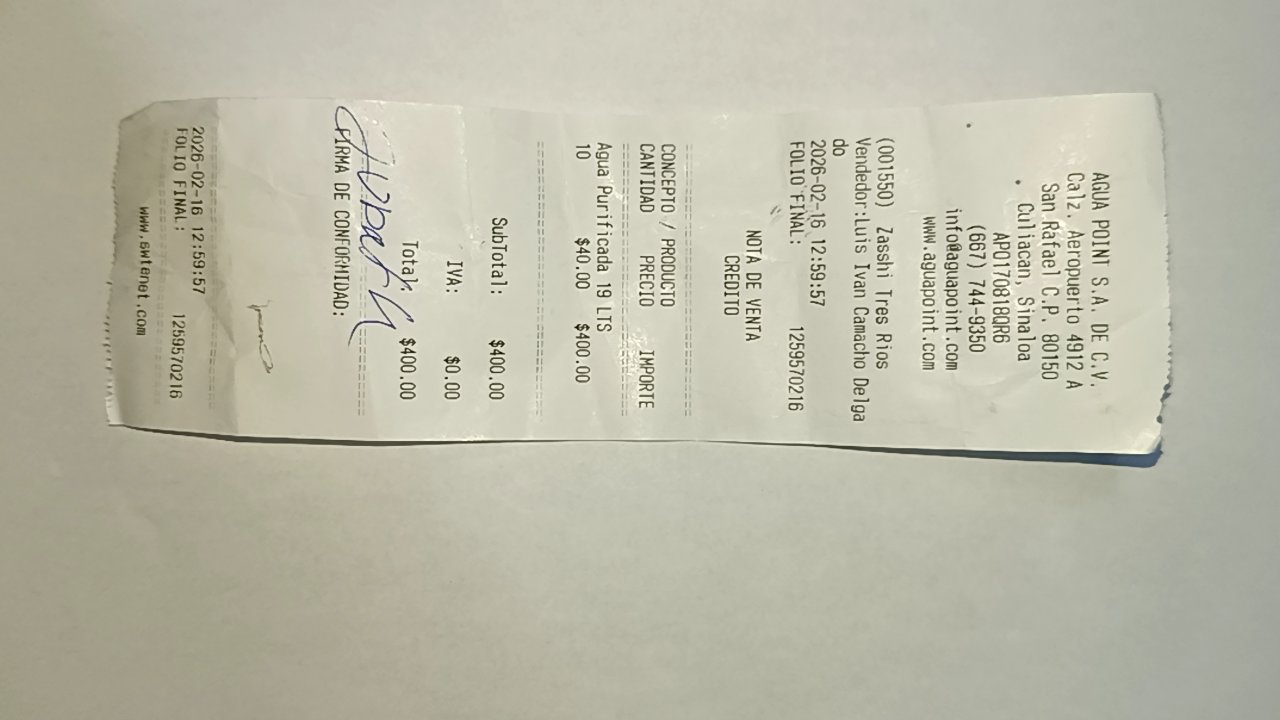 AGUA POINT S.A. DE C.V.
Calz. Aeropuerto 4912 A
San Rafael C.P. 80150
Culiacan, Sinaloa
APO170818QR6
(667) 744-9350
info@aguapoint.com
www.aguapoint.com
(001550) Zasshi Tres Rios
Vendedor:Luis Ivan Camacho Delga
do
2026-02-16 12:59:57
FOLIO FINAL: 1259570216
NOTA DE VENTA
CREDITO
CONCEPTO / PRODUCTO
CANTIDAD PRECIO IMPORTE
Agua Purificada 19 LTS
10 $40.00 $400.00
SubTotal: $400.00
IVA: $0.00
Total: $400.00
FIRMA DE CONFORMIDAD:
2026-02-16 12:59:57
FOLIO FINAL: 1259570216
www.swtenet.com